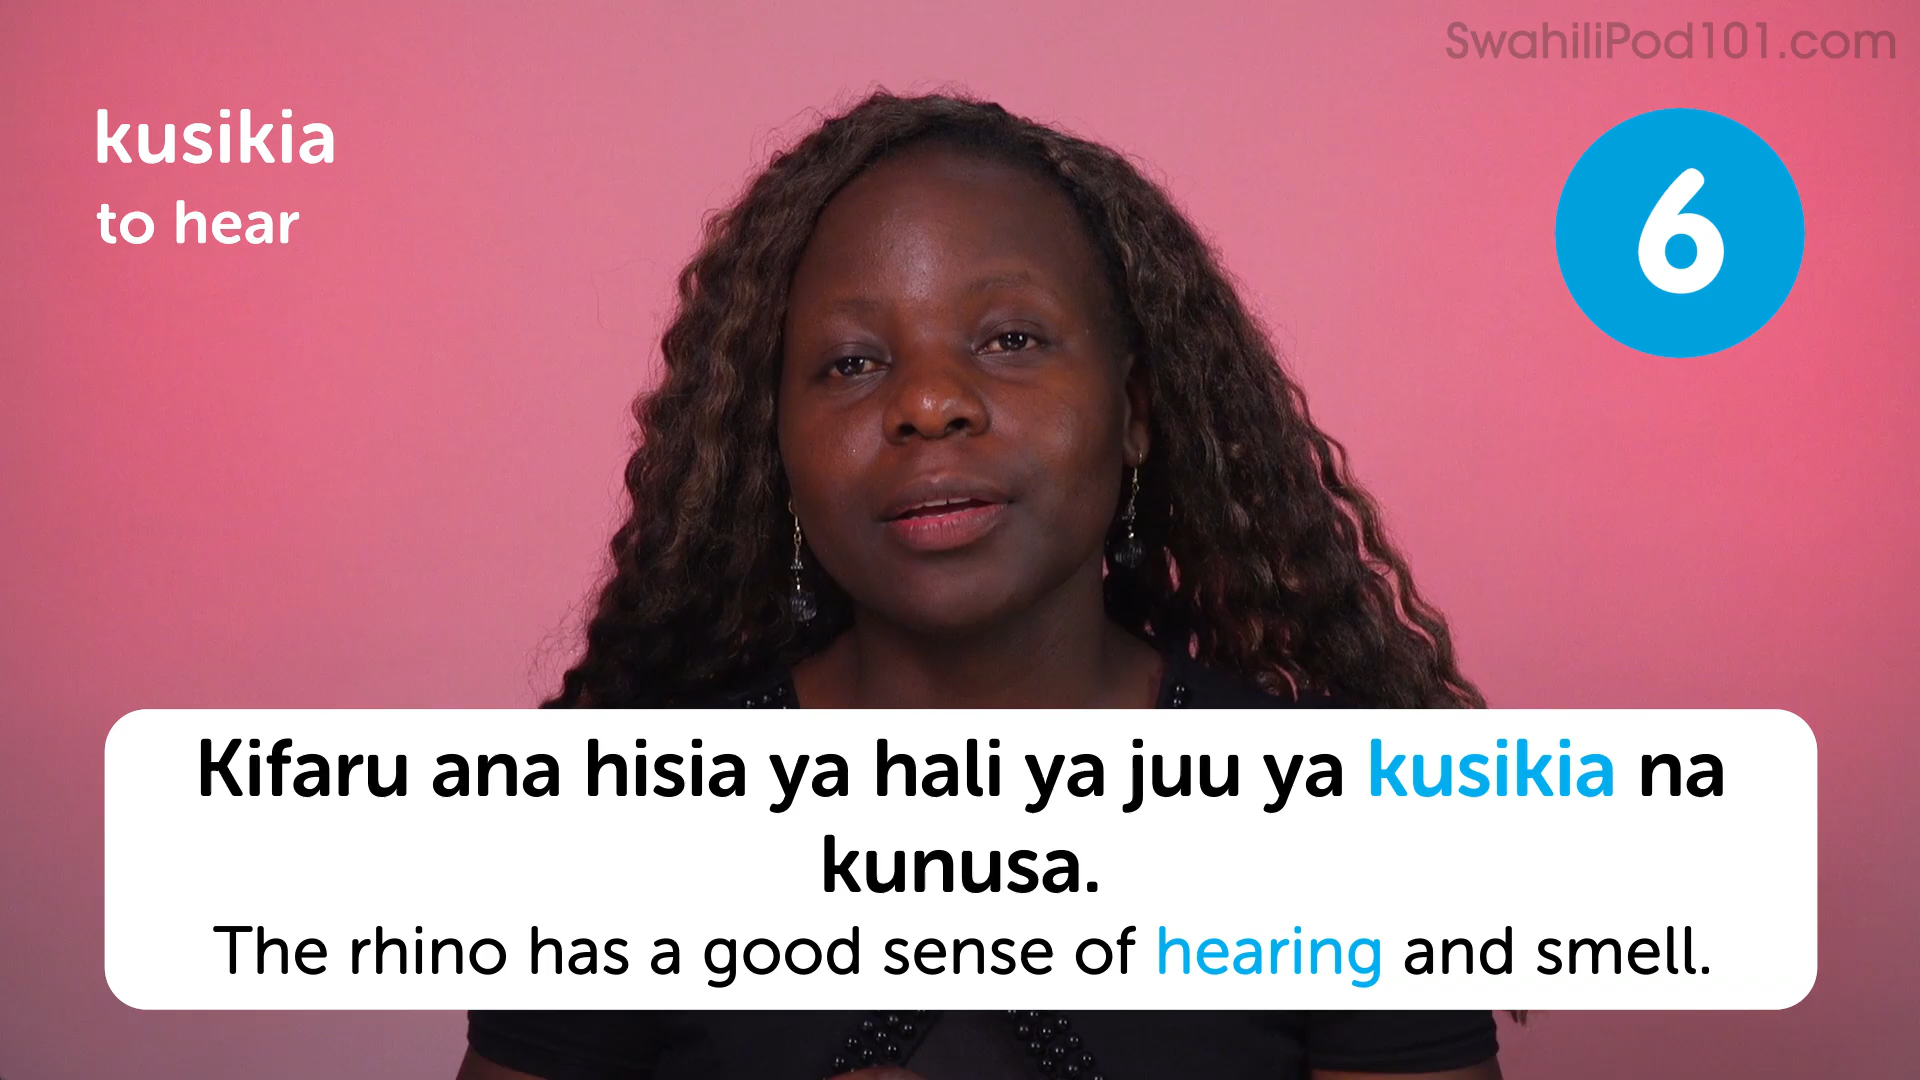 SwahiliPod101.com
kusikia
to hear
6
Kifaru ana hisia ya hali ya juu ya kusikia na
kunusa.
The rhino has a good sense of hearing and smell.